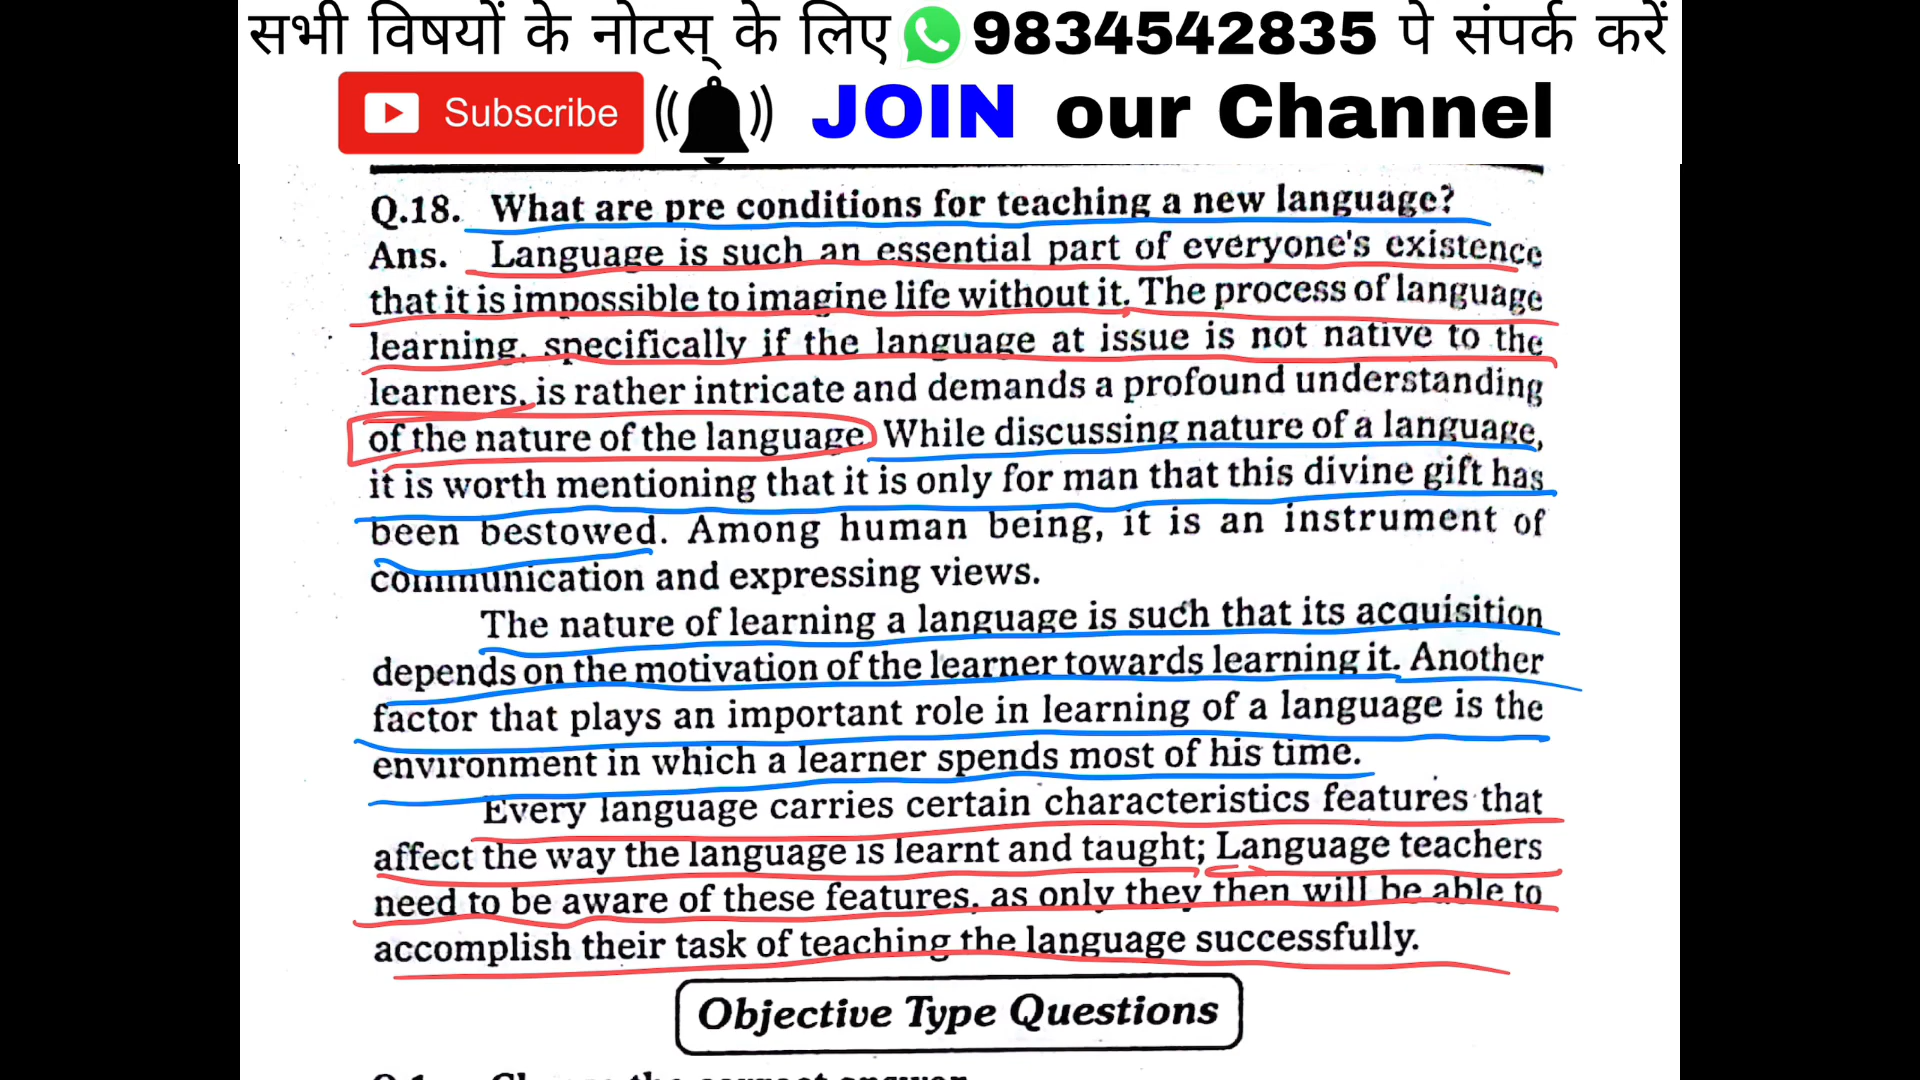 सभी विषयों के नोटस् के लिए 9834542835 पे संपर्क करें
Subscribe JOIN our Channel
Q.18. What are pre conditions for teaching a new language?
Ans. Language is such an essential part of everyone's existence
that it is impossible to imagine life without it. The process of language
learning, specifically if the language at issue is not native to the
learners, is rather intricate and demands a profound understanding
of the nature of the language. While discussing nature of a language,
it is worth mentioning that it is only for man that this divine gift has
been bestowed. Among human being, it is an instrument of
communication and expressing views.
The nature of learning a language is such that its acquisition
depends on the motivation of the learner towards learning it. Another
factor that plays an important role in learning of a language is the
environment in which a learner spends most of his time.
Every language carries certain characteristics features that
affect the way the language is learnt and taught; Language teachers
need to be aware of these features, as only they then will be able to
accomplish their task of teaching the language successfully.
Objective Type Questions